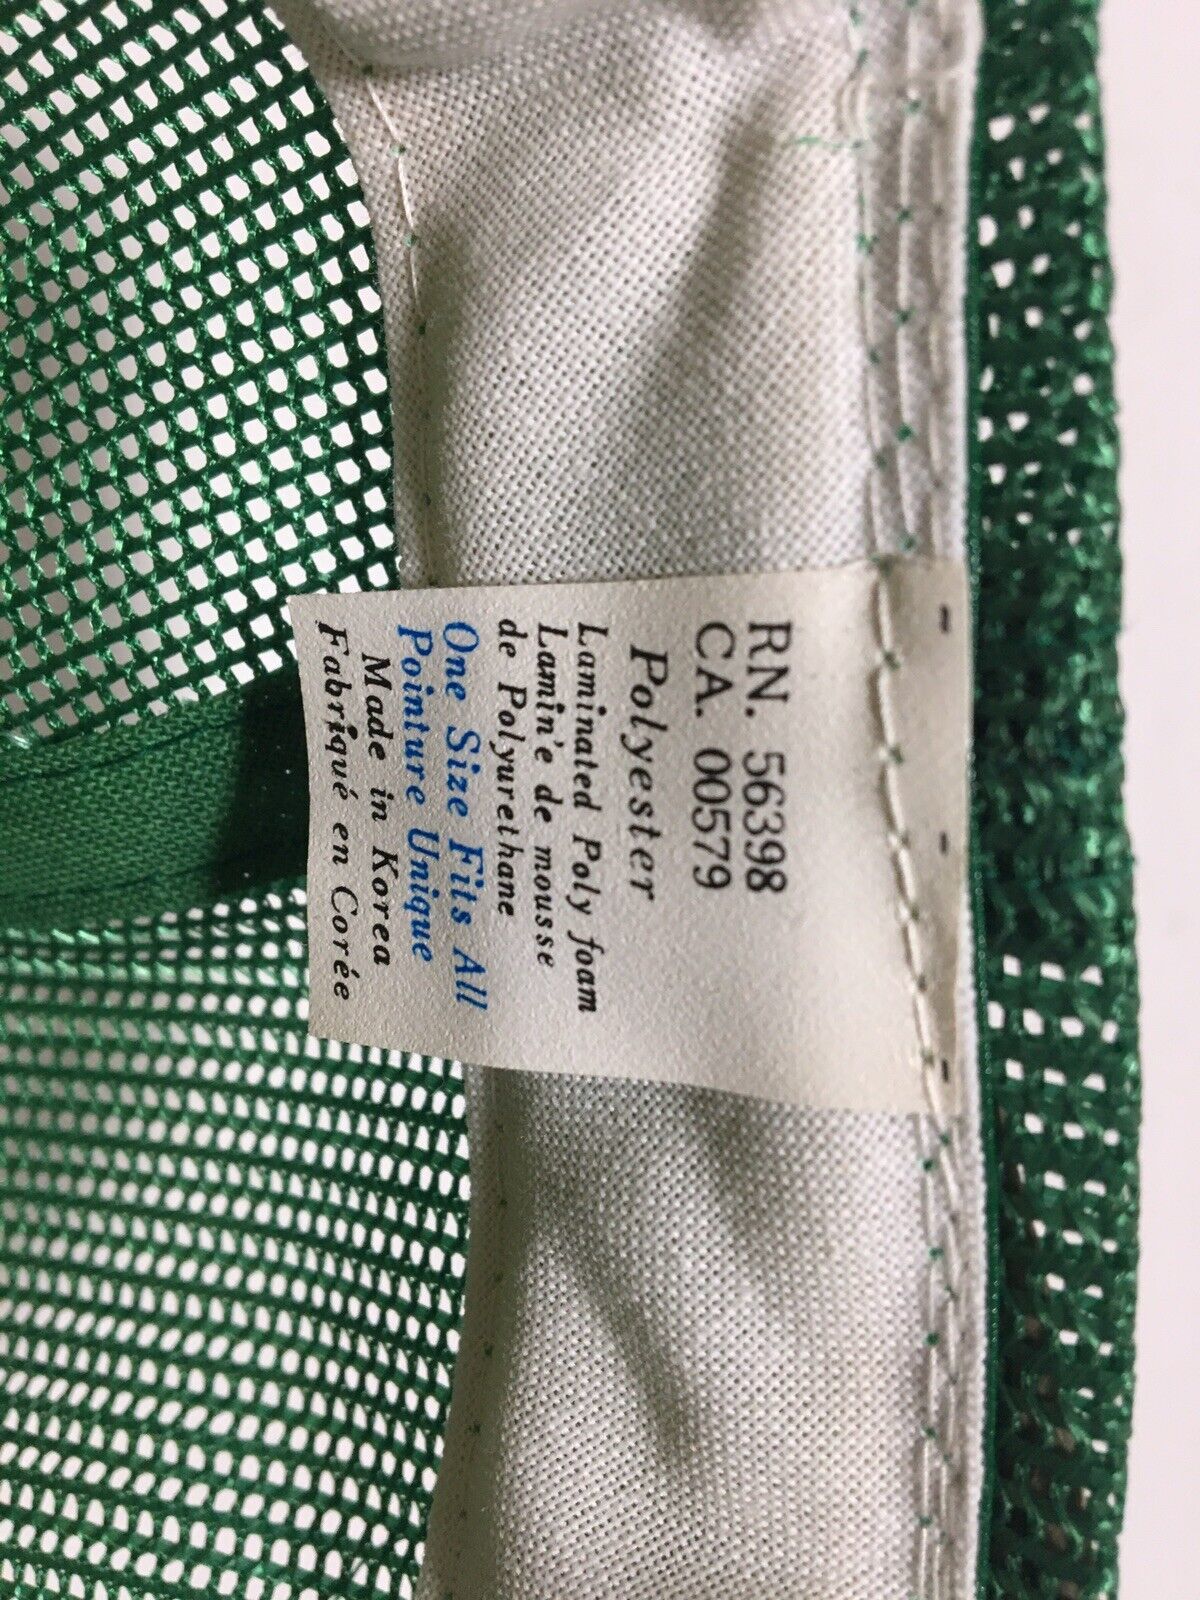 RN. 56398
CA. 00579
Polyester
Laminated Poly foam
Lamin'e de mousse
de Polyurethane
One Size Fits All
Pointure Unique
Made in Korea
Fabriqué en Corée